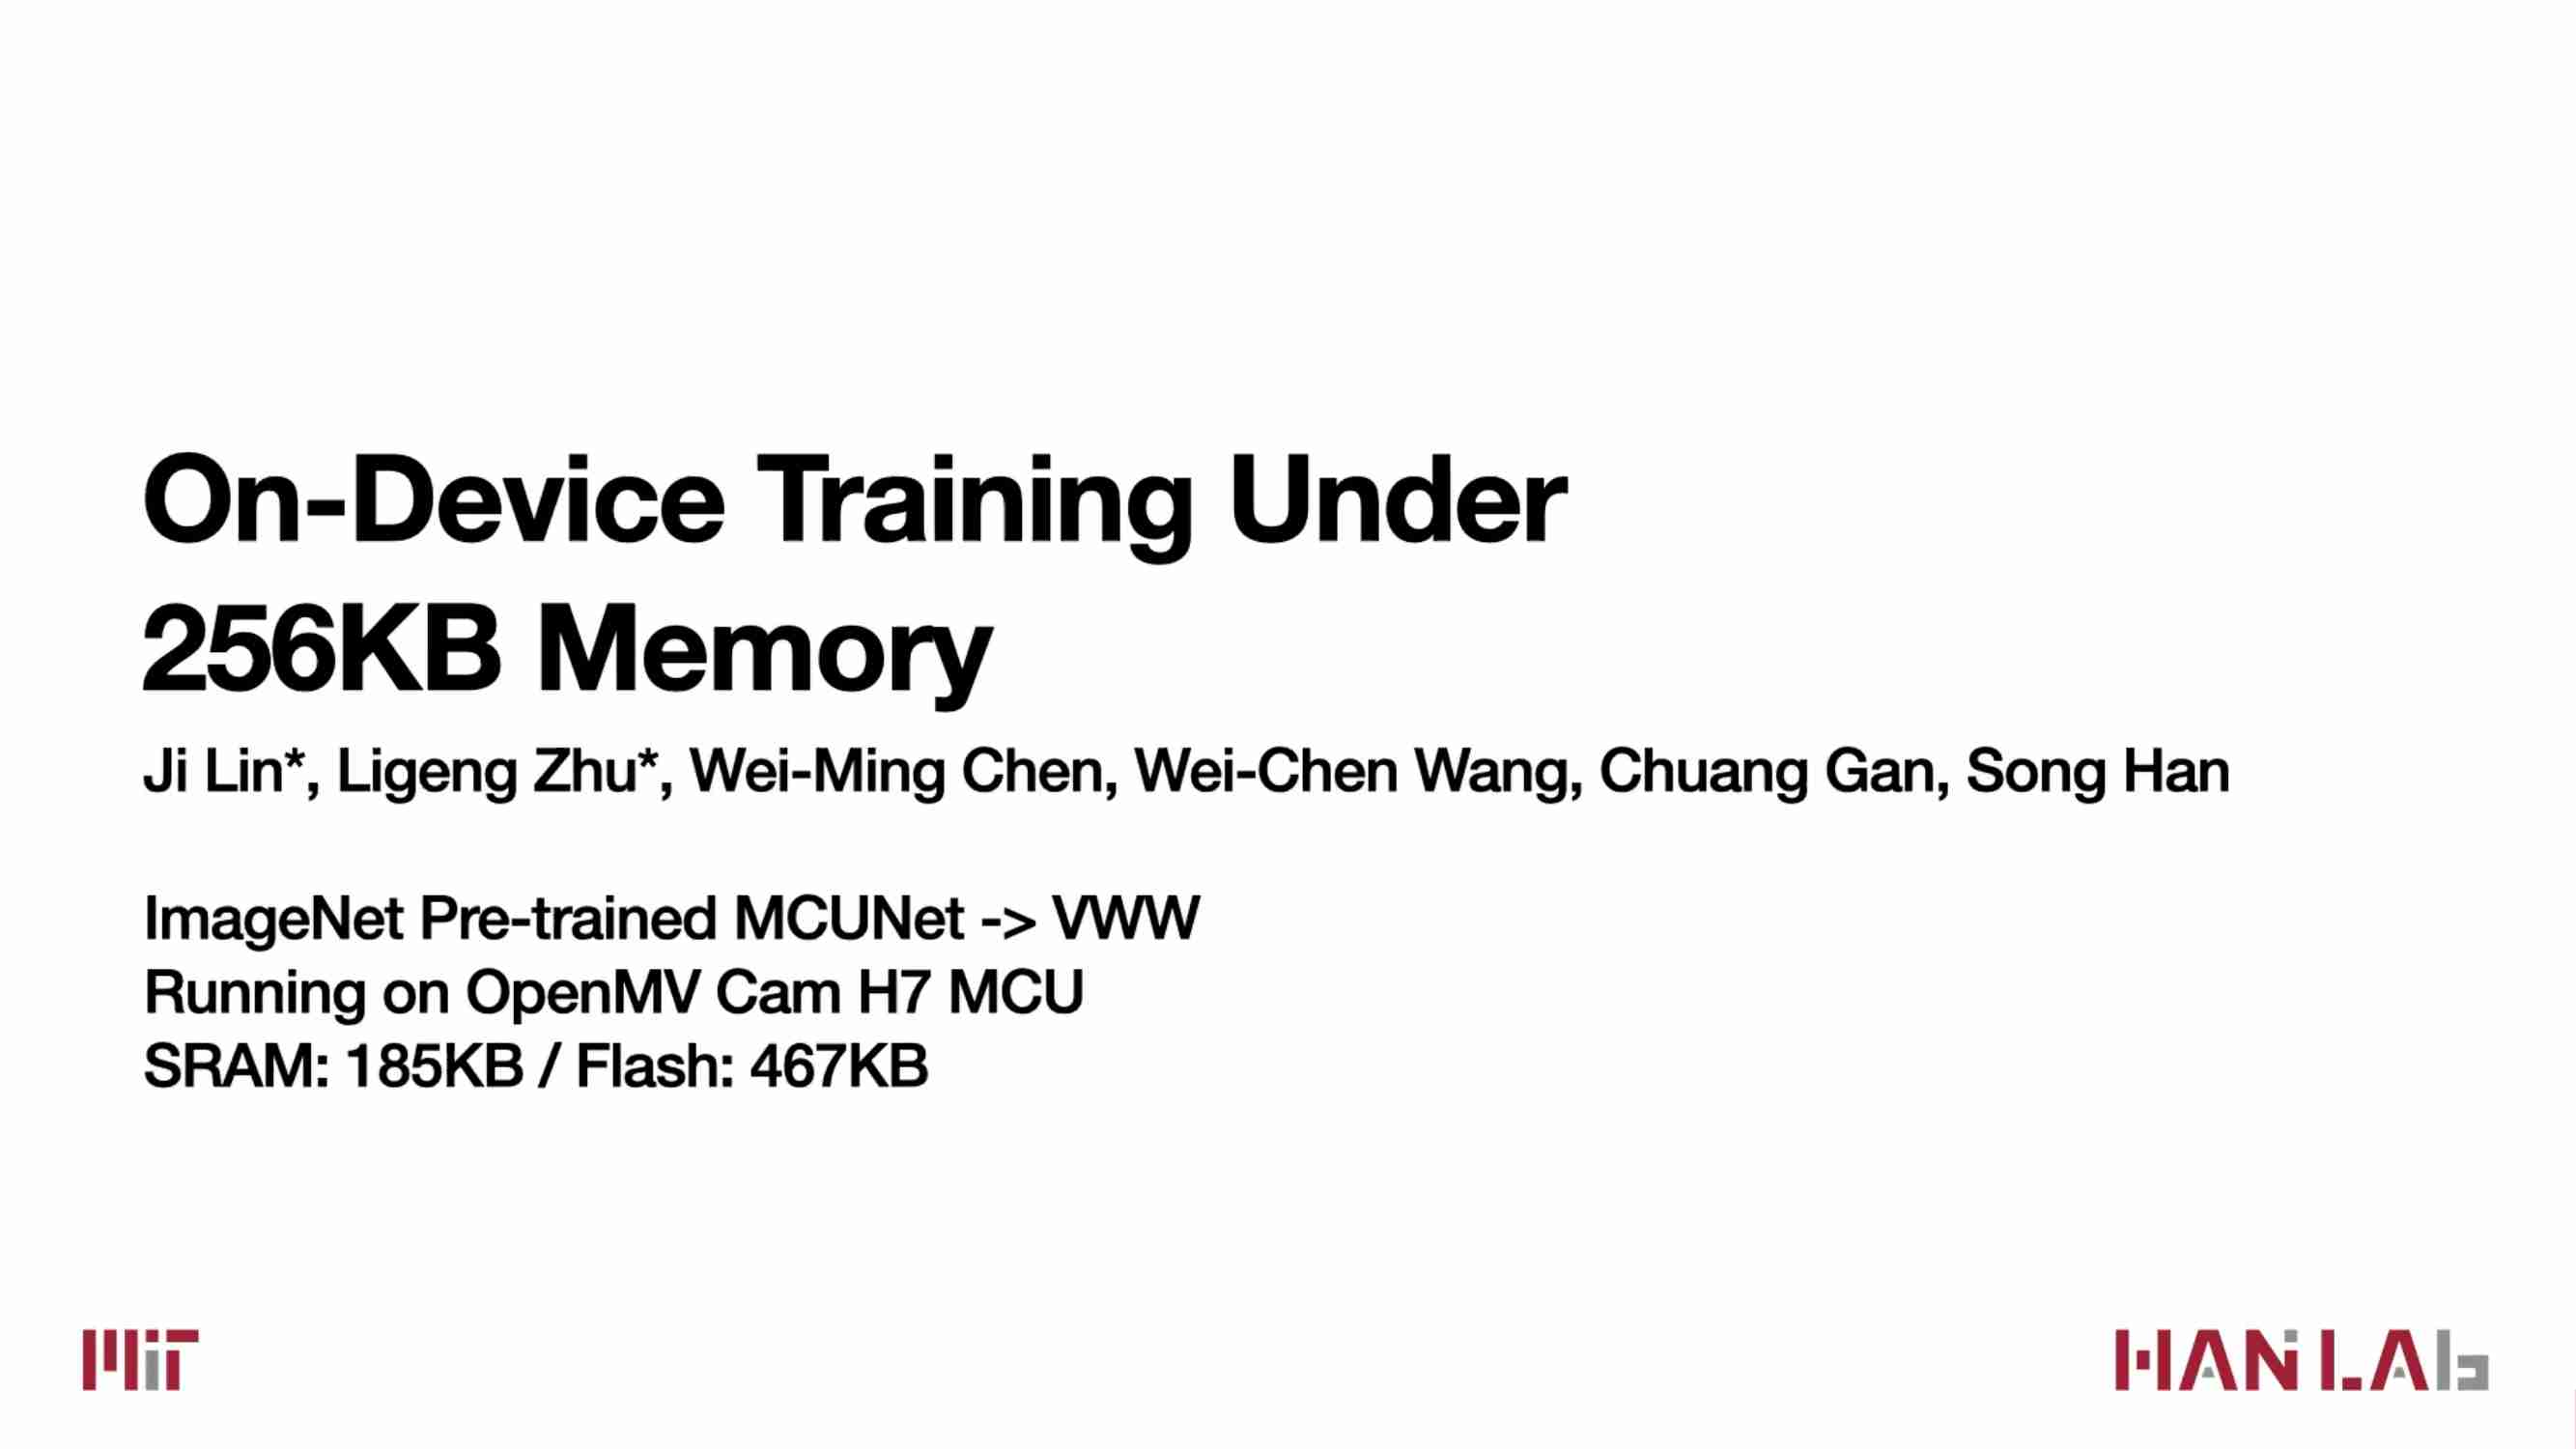 On-Device Training Under
256KB Memory
Ji Lin*, Ligeng Zhu*, Wei-Ming Chen, Wei-Chen Wang, Chuang Gan, Song Han
ImageNet Pre-trained MCUNet -> VWW
Running on OpenMV Cam H7 MCU
SRAM: 185KB / Flash: 467KB
MiT HAN LAb